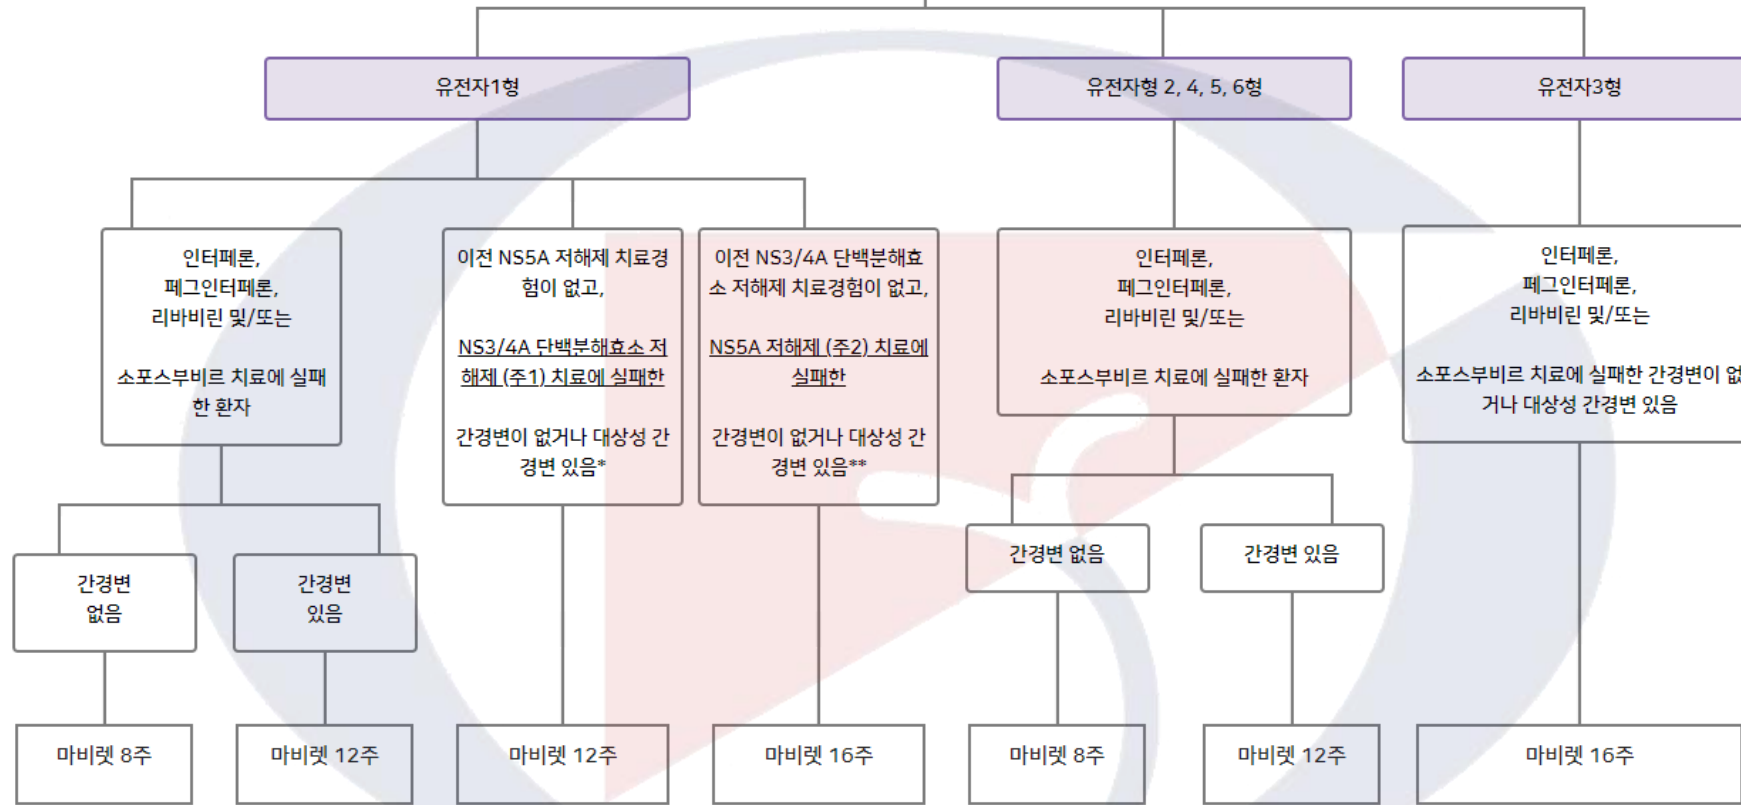 유전자1형
유전자형 2, 4, 5, 6형
유전자3형
인터페론,
페그인터페론,
리바비린 및/또는
소포스부비르 치료에 실패
한 환자
이전 NS5A 저해제 치료경
험이 없고,
NS3/4A 단백분해효소 저
해제 (주1) 치료에 실패한
간경변이 없거나 대상성 간
경변 있음*
이전 NS3/4A 단백분해효
소 저해제 치료경험이 없고,
NS5A 저해제 (주2) 치료에
실패한
간경변이 없거나 대상성 간
경변 있음**
인터페론,
페그인터페론,
리바비린 및/또는
소포스부비르 치료에 실패한 환자
인터페론,
페그인터페론,
리바비린 및/또는
소포스부비르 치료에 실패한 간경변이 없
거나 대상성 간경변 있음
간경변
없음
간경변
있음
간경변 없음
간경변 있음
마비렛 8주
마비렛 12주
마비렛 12주
마비렛 16주
마비렛 8주
마비렛 12주
마비렛 16주